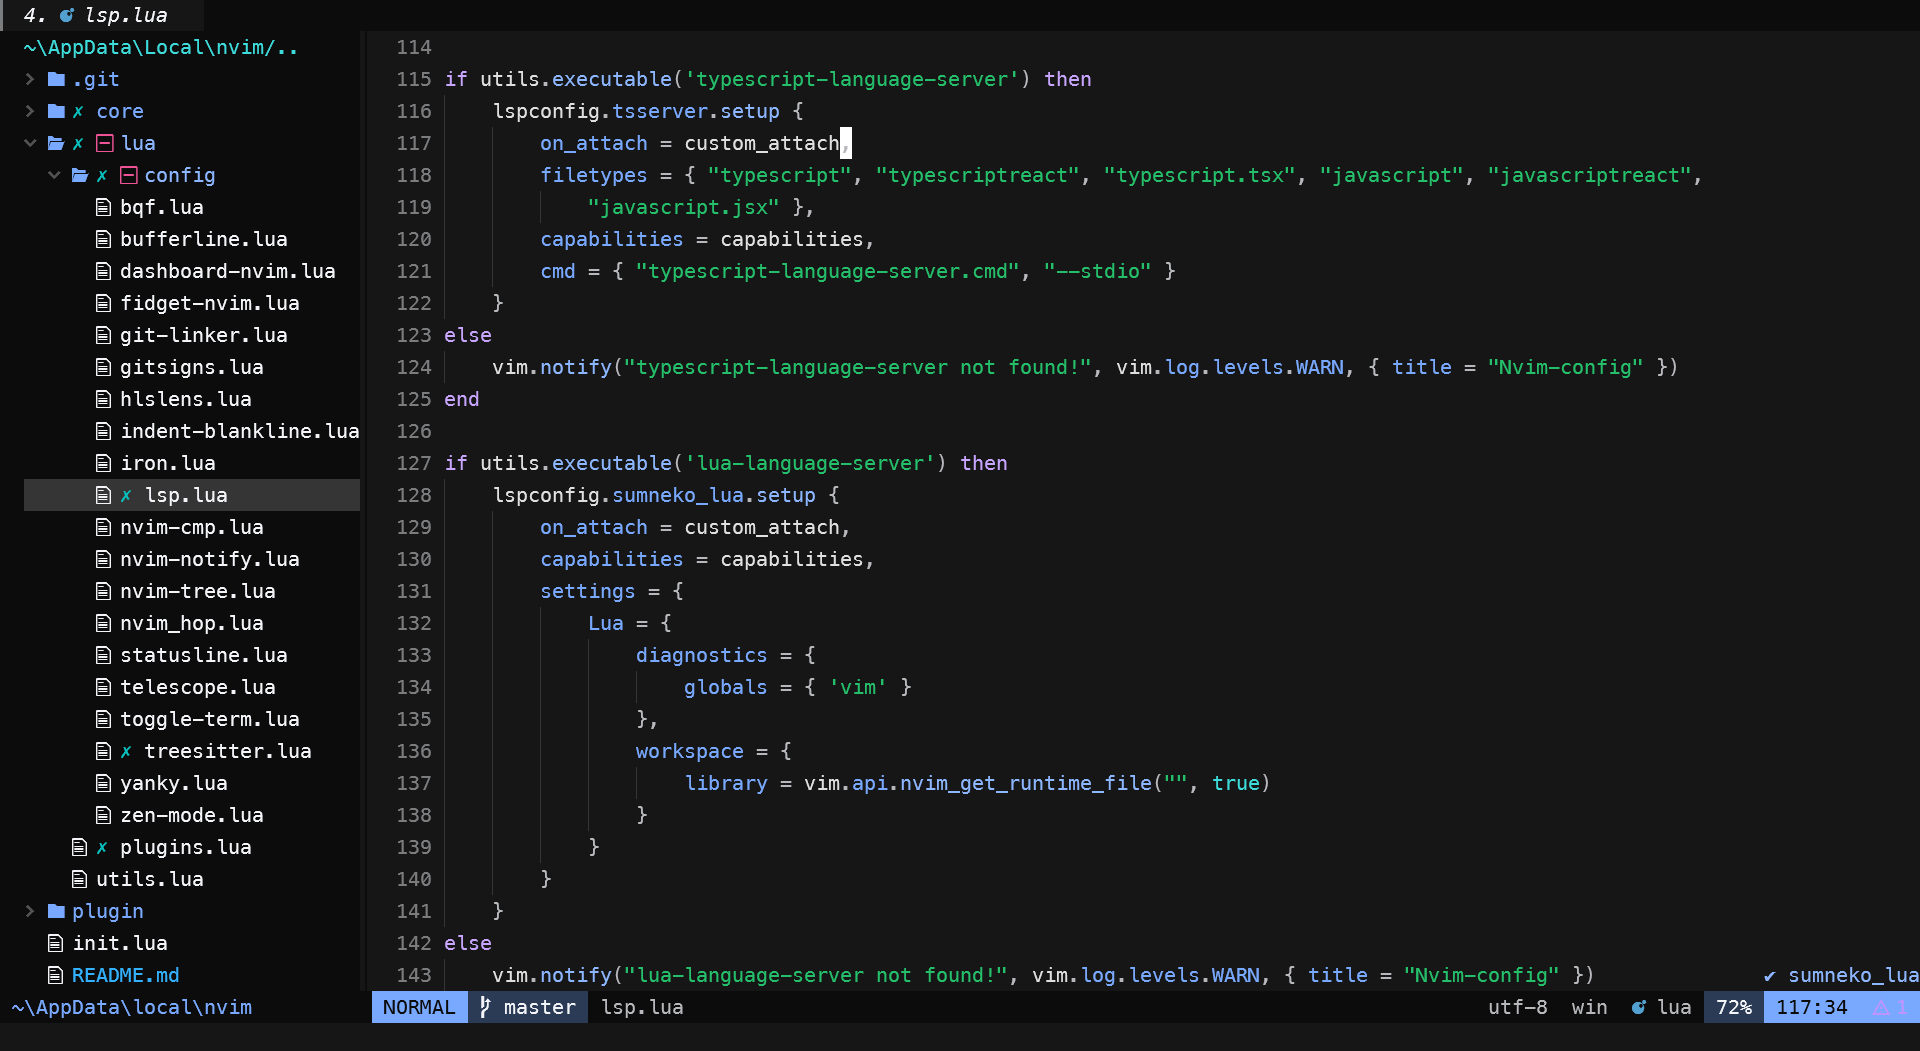 4. lsp.lua
~\AppData\Local\nvim/..
.git
✗ core
✗ lua
✗ config
bqf.lua
bufferline.lua
dashboard-nvim.lua
fidget-nvim.lua
git-linker.lua
gitsigns.lua
hlslens.lua
indent-blankline.lua
iron.lua
✗ lsp.lua
nvim-cmp.lua
nvim-notify.lua
nvim-tree.lua
nvim_hop.lua
statusline.lua
telescope.lua
toggle-term.lua
✗ treesitter.lua
yanky.lua
zen-mode.lua
✗ plugins.lua
utils.lua
plugin
init.lua
README.md
~\AppData\local\nvim
114
115 if utils.executable('typescript-language-server') then
116     lspconfig.tsserver.setup {
117         on_attach = custom_attach,
118         filetypes = { "typescript", "typescriptreact", "typescript.tsx", "javascript", "javascriptreact",
119             "javascript.jsx" },
120         capabilities = capabilities,
121         cmd = { "typescript-language-server.cmd", "--stdio" }
122     }
123 else
124     vim.notify("typescript-language-server not found!", vim.log.levels.WARN, { title = "Nvim-config" })
125 end
126
127 if utils.executable('lua-language-server') then
128     lspconfig.sumneko_lua.setup {
129         on_attach = custom_attach,
130         capabilities = capabilities,
131         settings = {
132             Lua = {
133                 diagnostics = {
134                     globals = { 'vim' }
135                 },
136                 workspace = {
137                     library = vim.api.nvim_get_runtime_file("", true)
138                 }
139             }
140         }
141     }
142 else
143     vim.notify("lua-language-server not found!", vim.log.levels.WARN, { title = "Nvim-config" })
✔ sumneko_lua
NORMAL master lsp.lua utf-8 win lua 72% 117:34 ⚠ 1